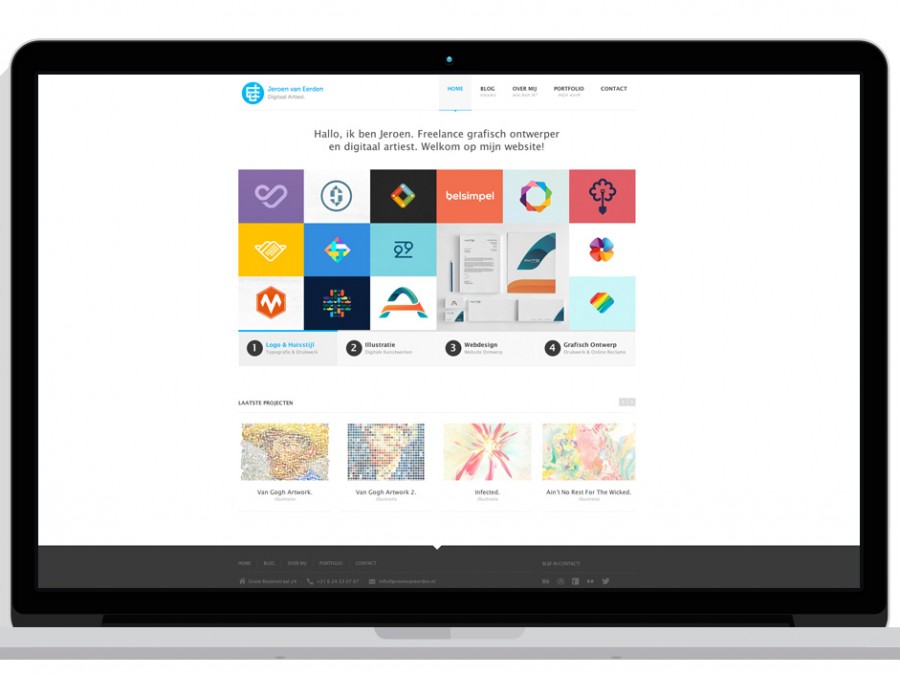 Jeroen van Eerden
Digitaal Artiest.
HOME
BLOG
OVER MIJ
PORTFOLIO
CONTACT
Hallo, ik ben Jeroen. Freelance grafisch ontwerper
en digitaal artiest. Welkom op mijn website!
belsimpel
1 Logo & Huisstijl
Typografie & Drukwerk
2 Illustratie
Digitale Kunstwerken
3 Webdesign
Website Ontwerp
4 Grafisch Ontwerp
Drukwerk & Online Reclame
LAATSTE PROJECTEN
Van Gogh Artwork.
Illustratie
Van Gogh Artwork 2.
Illustratie
Infected.
Illustratie
Ain't No Rest For The Wicked.
Illustratie
HOME
BLOG
OVER MIJ
PORTFOLIO
CONTACT
BLIJF IN CONTACT!